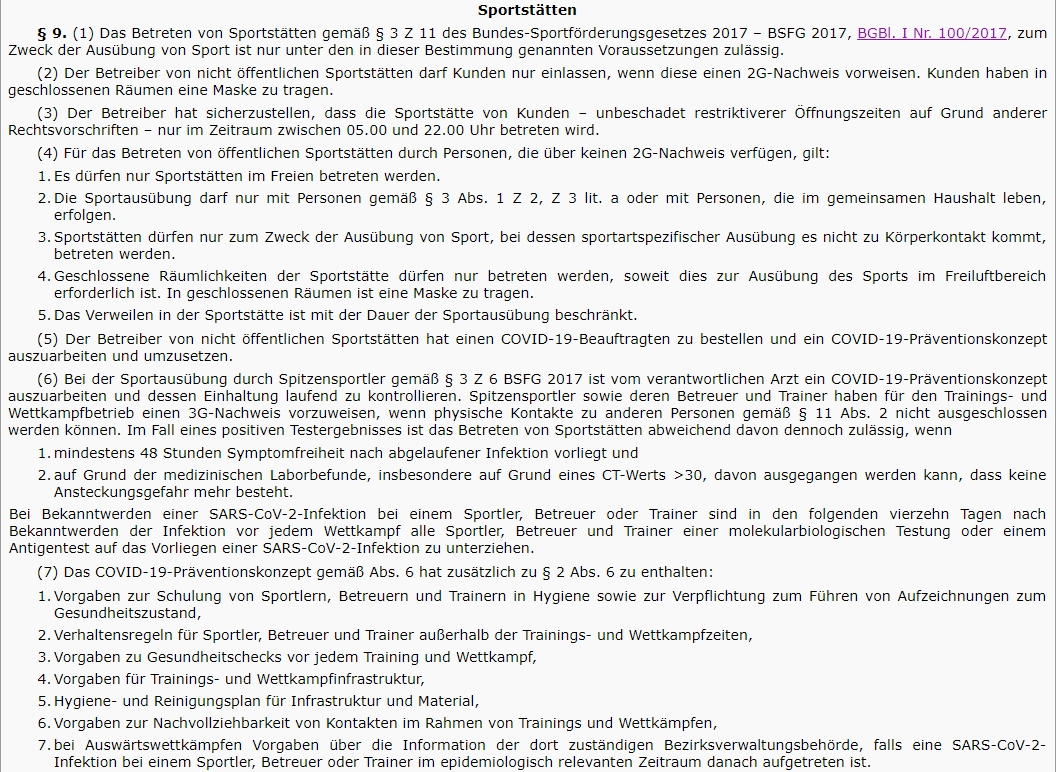 Sportstätten
§ 9. (1) Das Betreten von Sportstätten gemäß § 3 Z 11 des Bundes-Sportförderungsgesetzes 2017 – BSFG 2017, BGBl. I Nr. 100/2017, zum
Zweck der Ausübung von Sport ist nur unter den in dieser Bestimmung genannten Voraussetzungen zulässig.
(2) Der Betreiber von nicht öffentlichen Sportstätten darf Kunden nur einlassen, wenn diese einen 2G-Nachweis vorweisen. Kunden haben in
geschlossenen Räumen eine Maske zu tragen.
(3) Der Betreiber hat sicherzustellen, dass die Sportstätte von Kunden – unbeschadet restriktiverer Öffnungszeiten auf Grund anderer
Rechtsvorschriften – nur im Zeitraum zwischen 05.00 und 22.00 Uhr betreten wird.
(4) Für das Betreten von öffentlichen Sportstätten durch Personen, die über keinen 2G-Nachweis verfügen, gilt:
1. Es dürfen nur Sportstätten im Freien betreten werden.
2. Die Sportausübung darf nur mit Personen gemäß § 3 Abs. 1 Z 2, Z 3 lit. a oder mit Personen, die im gemeinsamen Haushalt leben,
erfolgen.
3. Sportstätten dürfen nur zum Zweck der Ausübung von Sport, bei dessen sportartspezifischer Ausübung es nicht zu Körperkontakt kommt,
betreten werden.
4. Geschlossene Räumlichkeiten der Sportstätte dürfen nur betreten werden, soweit dies zur Ausübung des Sports im Freiluftbereich
erforderlich ist. In geschlossenen Räumen ist eine Maske zu tragen.
5. Das Verweilen in der Sportstätte ist mit der Dauer der Sportausübung beschränkt.
(5) Der Betreiber von nicht öffentlichen Sportstätten hat einen COVID-19-Beauftragten zu bestellen und ein COVID-19-Präventionskonzept
auszuarbeiten und umzusetzen.
(6) Bei der Sportausübung durch Spitzensportler gemäß § 3 Z 6 BSFG 2017 ist vom verantwortlichen Arzt ein COVID-19-Präventionskonzept
auszuarbeiten und dessen Einhaltung laufend zu kontrollieren. Spitzensportler sowie deren Betreuer und Trainer haben für den Trainings- und
Wettkampfbetrieb einen 3G-Nachweis vorzuweisen, wenn physische Kontakte zu anderen Personen gemäß § 11 Abs. 2 nicht ausgeschlossen
werden können. Im Fall eines positiven Testergebnisses ist das Betreten von Sportstätten abweichend davon dennoch zulässig, wenn
1. mindestens 48 Stunden Symptomfreiheit nach abgelaufener Infektion vorliegt und
2. auf Grund der medizinischen Laborbefunde, insbesondere auf Grund eines CT-Werts >30, davon ausgegangen werden kann, dass keine
Ansteckungsgefahr mehr besteht.
Bei Bekanntwerden einer SARS-CoV-2-Infektion bei einem Sportler, Betreuer oder Trainer sind in den folgenden vierzehn Tagen nach
Bekanntwerden der Infektion vor jedem Wettkampf alle Sportler, Betreuer und Trainer einer molekularbiologischen Testung oder einem
Antigentest auf das Vorliegen einer SARS-CoV-2-Infektion zu unterziehen.
(7) Das COVID-19-Präventionskonzept gemäß Abs. 6 hat zusätzlich zu § 2 Abs. 6 zu enthalten:
1. Vorgaben zur Schulung von Sportlern, Betreuern und Trainern in Hygiene sowie zur Verpflichtung zum Führen von Aufzeichnungen zum
Gesundheitszustand,
2. Verhaltensregeln für Sportler, Betreuer und Trainer außerhalb der Trainings- und Wettkampfzeiten,
3. Vorgaben zu Gesundheitschecks vor jedem Training und Wettkampf,
4. Vorgaben für Trainings- und Wettkampfinfrastruktur,
5. Hygiene- und Reinigungsplan für Infrastruktur und Material,
6. Vorgaben zur Nachvollziehbarkeit von Kontakten im Rahmen von Trainings und Wettkämpfen,
7. bei Auswärtswettkämpfen Vorgaben über die Information der dort zuständigen Bezirksverwaltungsbehörde, falls eine SARS-CoV-2-
Infektion bei einem Sportler, Betreuer oder Trainer im epidemiologisch relevanten Zeitraum danach aufgetreten ist.